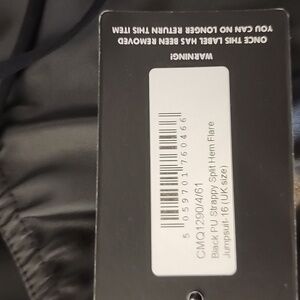 WARNING!
ONCE THIS LABEL HAS BEEN REMOVED
YOU CAN NO LONGER RETURN THIS ITEM
5 059701 760466
CMQ1290/4/61
Black PU Strappy Split Hem Flare
Jumpsuit-16 (UK size)